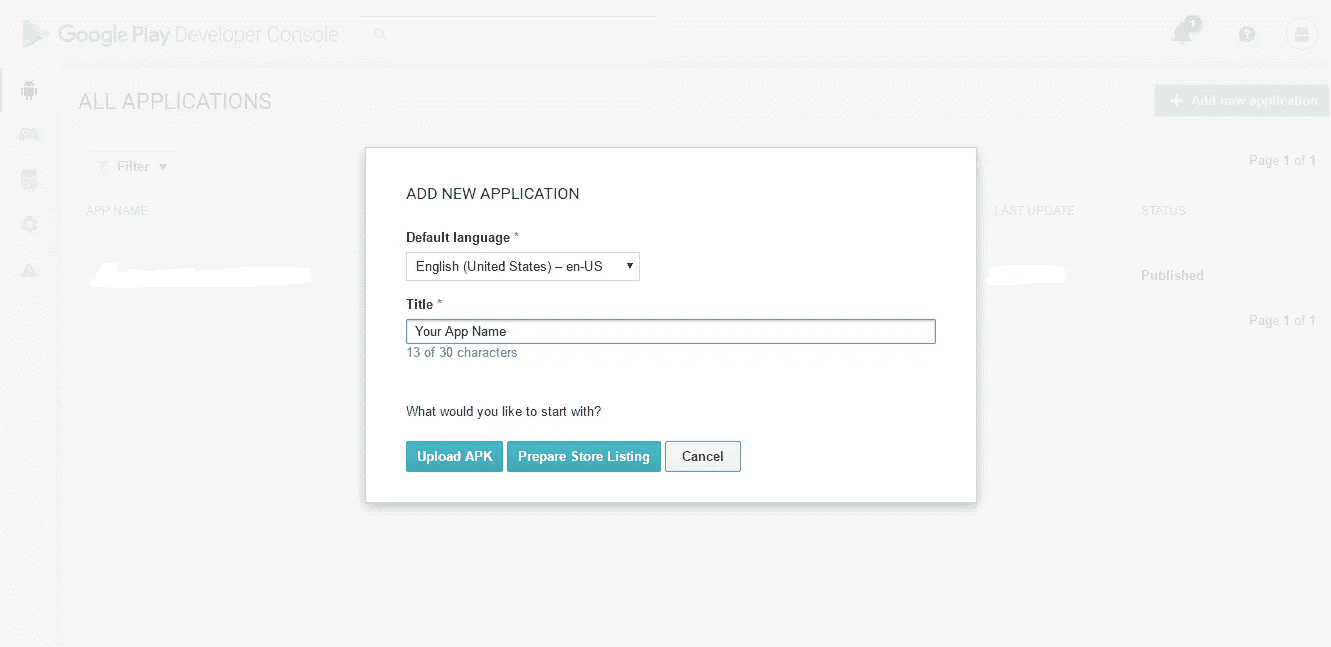 Google Play Developer Console
1
?
ALL APPLICATIONS
+ Add new application
Filter
Page 1 of 1
APP NAME
LAST UPDATE
STATUS
Published
Page 1 of 1
ADD NEW APPLICATION
Default language *
English (United States) – en-US
Title *
Your App Name
13 of 30 characters
What would you like to start with?
Upload APK
Prepare Store Listing
Cancel